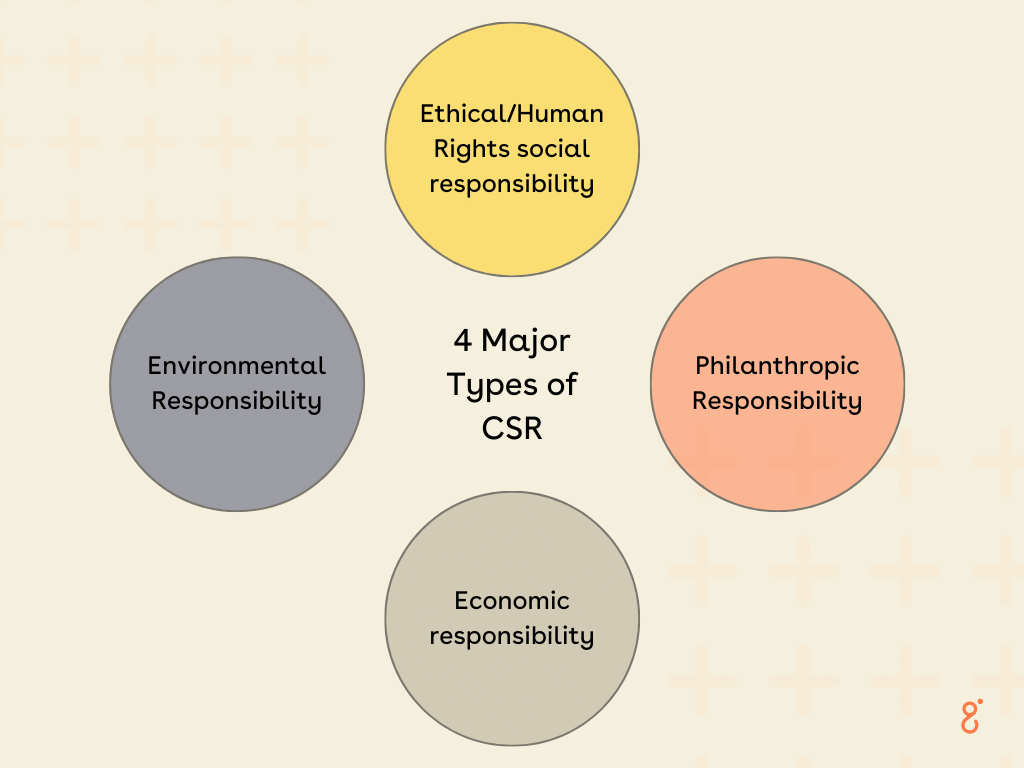 Ethical/Human
Rights social
responsibility
Environmental
Responsibility
4 Major
Types of
CSR
Philanthropic
Responsibility
Economic
responsibility